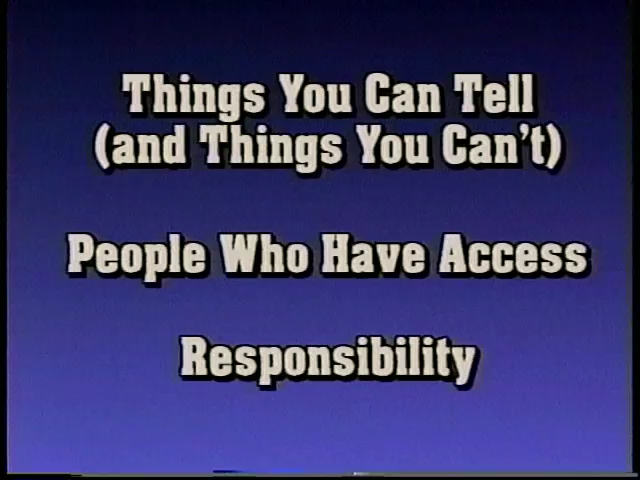 Things You Can Tell
(and Things You Can't)
People Who Have Access
Responsibility